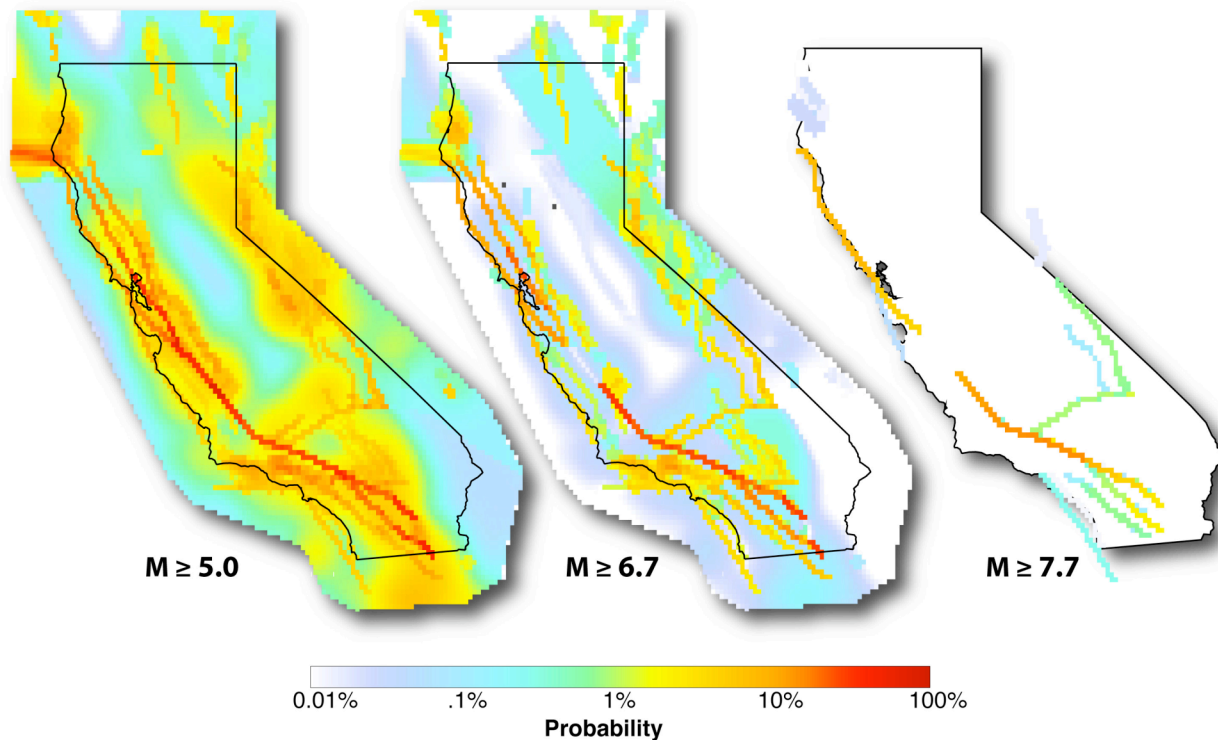 M ≥ 5.0
M ≥ 6.7
M ≥ 7.7
0.01% .1% 1% 10% 100%
Probability